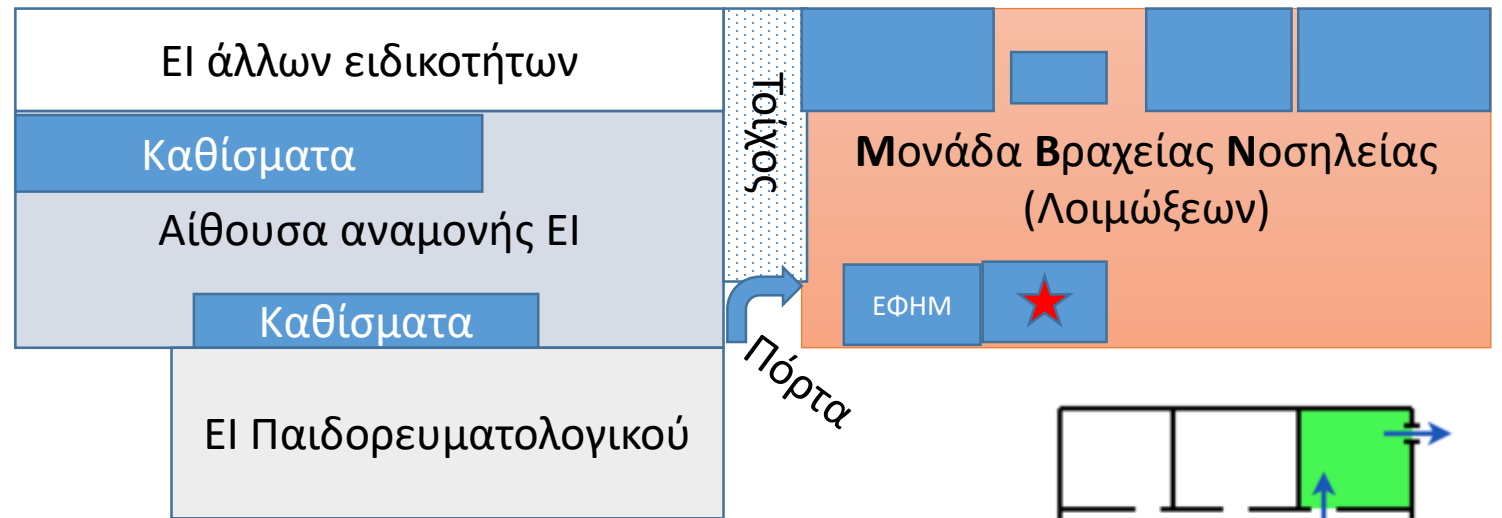 ΕΙ άλλων ειδικοτήτων
Καθίσματα
Αίθουσα αναμονής ΕΙ
Καθίσματα
ΕΙ Παιδορευματολογικού
Τοίχος
Πόρτα
Μονάδα Βραχείας Νοσηλείας
(Λοιμώξεων)
ΕΦΗΜ